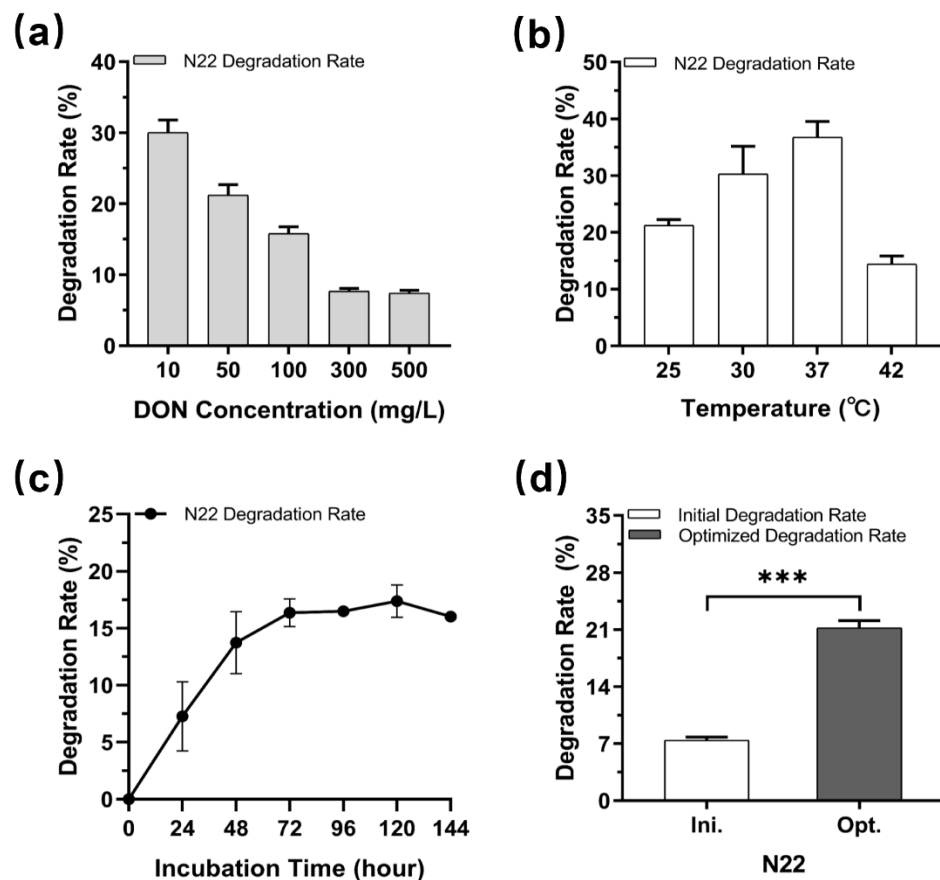 (a)
N22 Degradation Rate
Degradation Rate (%)
40
30
20
10
0
10 50 100 300 500
DON Concentration (mg/L)
(b)
N22 Degradation Rate
Degradation Rate (%)
50
40
30
20
10
0
25 30 37 42
Temperature (℃)
(c)
N22 Degradation Rate
Degradation Rate (%)
25
20
15
10
5
0
0 24 48 72 96 120 144
Incubation Time (hour)
(d)
Initial Degradation Rate
Optimized Degradation Rate
Degradation Rate (%)
35
28
21
14
7
0
***
Ini. Opt.
N22